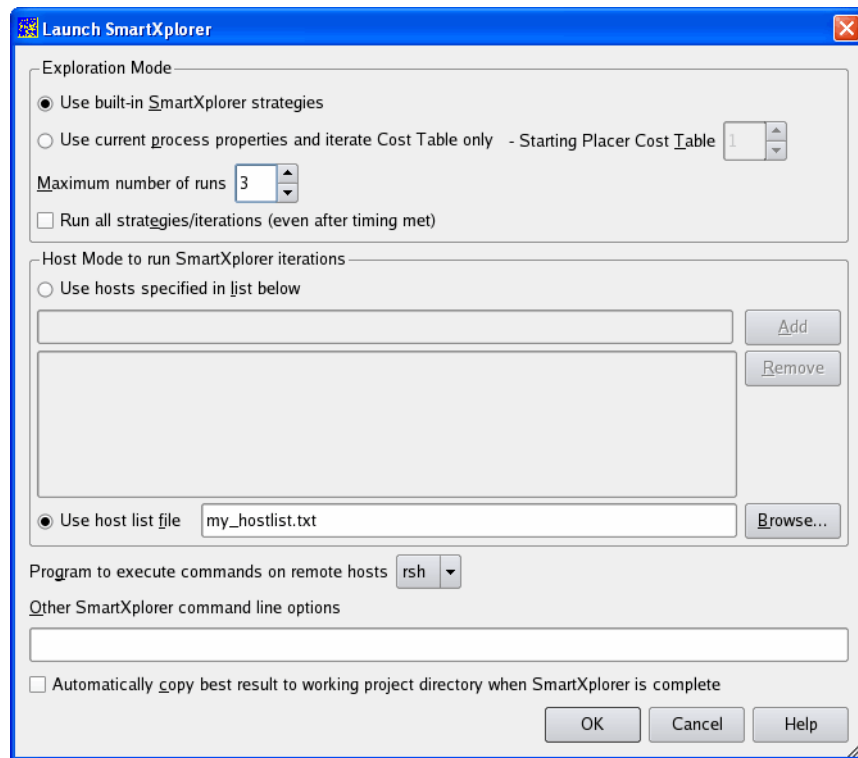 Launch SmartXplorer
Exploration Mode
Use built-in SmartXplorer strategies
Use current process properties and iterate Cost Table only - Starting Placer Cost Table 1
Maximum number of runs 3
Run all strategies/iterations (even after timing met)
Host Mode to run SmartXplorer iterations
Use hosts specified in list below
Add
Remove
Use host list file my_hostlist.txt Browse...
Program to execute commands on remote hosts rsh
Other SmartXplorer command line options
Automatically copy best result to working project directory when SmartXplorer is complete
OK Cancel Help